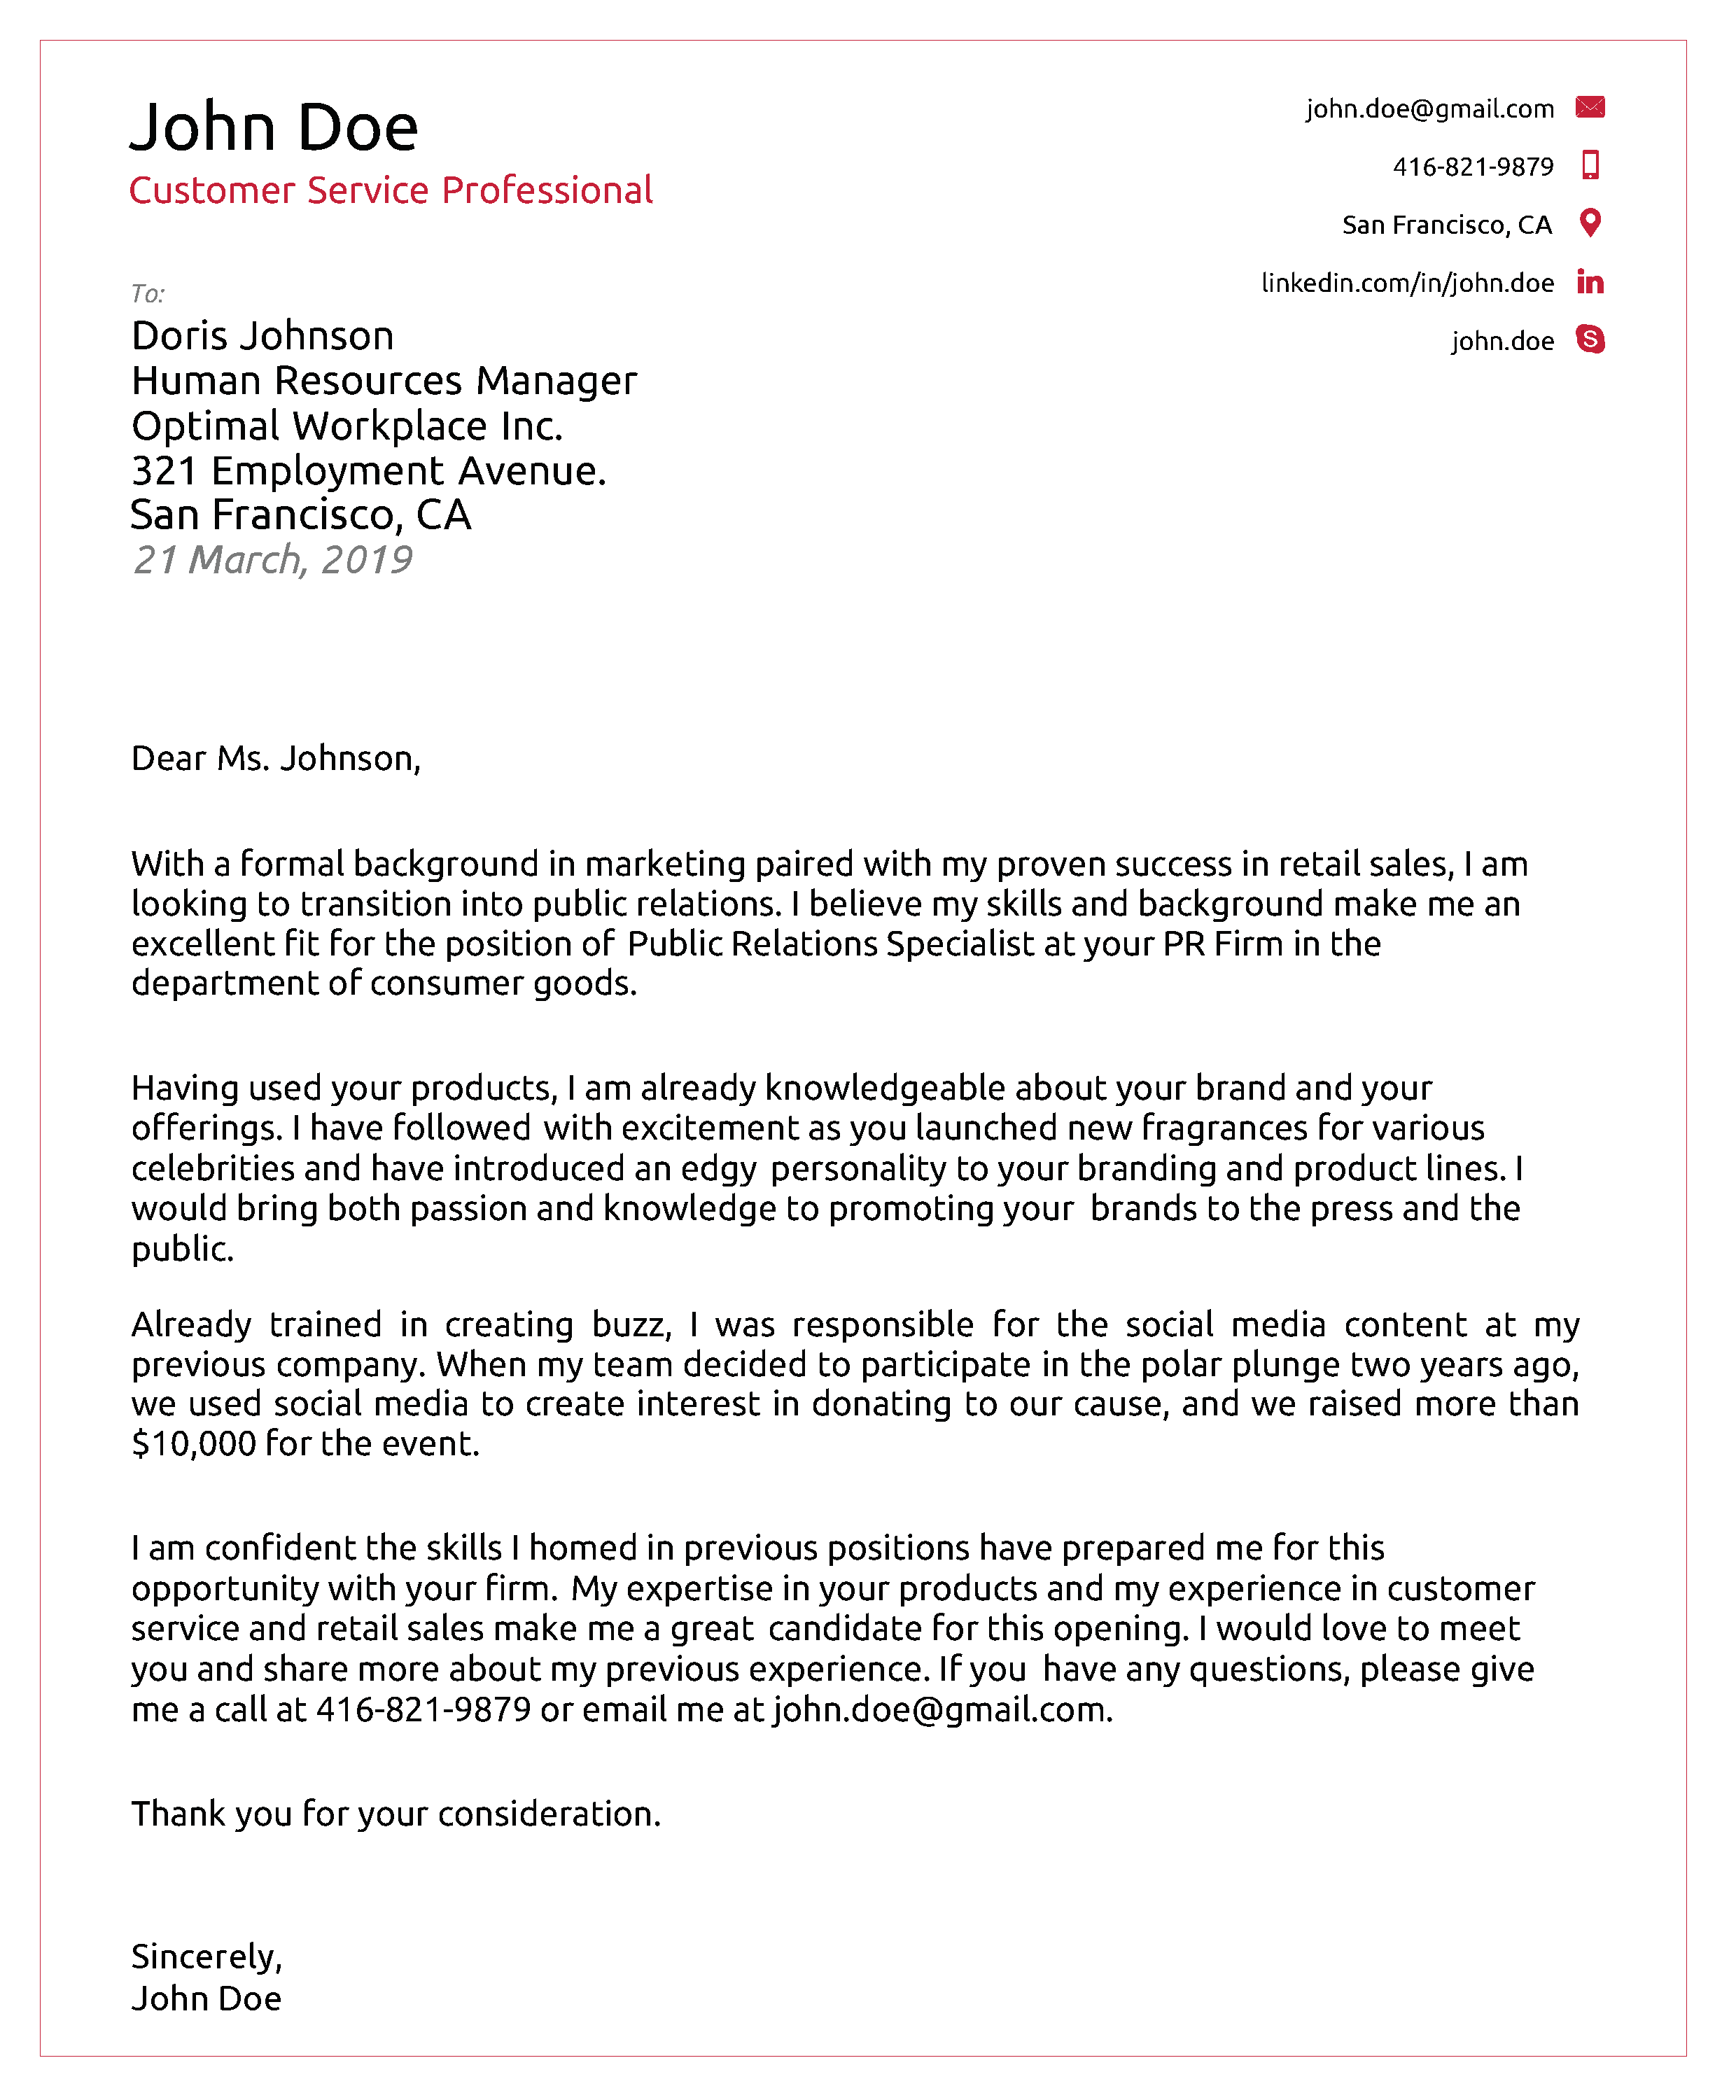 John Doe
Customer Service Professional
john.doe@gmail.com
416-821-9879
San Francisco, CA
linkedin.com/in/john.doe
john.doe
To:
Doris Johnson
Human Resources Manager
Optimal Workplace Inc.
321 Employment Avenue.
San Francisco, CA
21 March, 2019
Dear Ms. Johnson,
With a formal background in marketing paired with my proven success in retail sales, I am
looking to transition into public relations. I believe my skills and background make me an
excellent fit for the position of Public Relations Specialist at your PR Firm in the
department of consumer goods.
Having used your products, I am already knowledgeable about your brand and your
offerings. I have followed with excitement as you launched new fragrances for various
celebrities and have introduced an edgy personality to your branding and product lines. I
would bring both passion and knowledge to promoting your brands to the press and the
public.
Already trained in creating buzz, I was responsible for the social media content at my
previous company. When my team decided to participate in the polar plunge two years ago,
we used social media to create interest in donating to our cause, and we raised more than
$10,000 for the event.
I am confident the skills I homed in previous positions have prepared me for this
opportunity with your firm. My expertise in your products and my experience in customer
service and retail sales make me a great candidate for this opening. I would love to meet
you and share more about my previous experience. If you have any questions, please give
me a call at 416-821-9879 or email me at john.doe@gmail.com.
Thank you for your consideration.
Sincerely,
John Doe